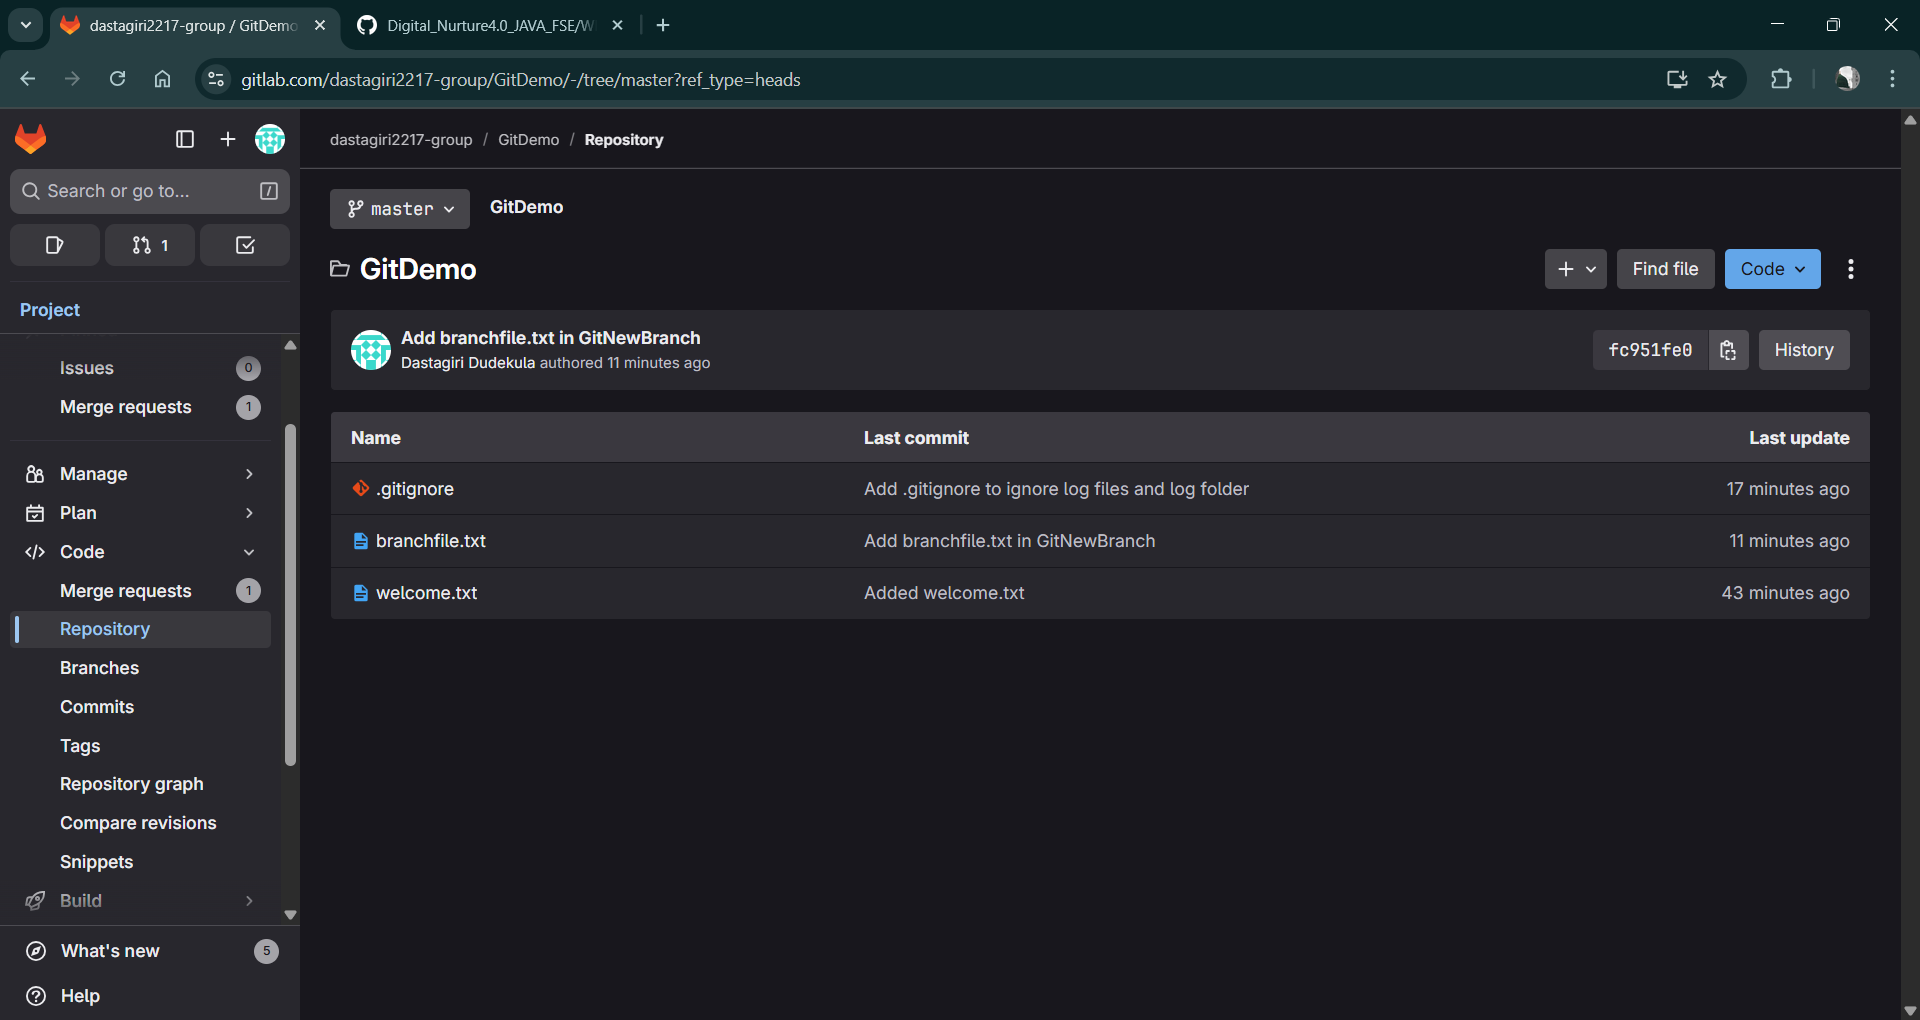 dastagiri2217-group / GitDemo
Digital_Nurture4.0_JAVA_FSE/W
gitlab.com/dastagiri2217-group/GitDemo/-/tree/master?ref_type=heads
dastagiri2217-group / GitDemo / Repository
Search or go to... /
1
master
GitDemo
GitDemo
Find file
Code
Project
Add branchfile.txt in GitNewBranch
Dastagiri Dudekula authored 11 minutes ago
fc951fe0
History
Issues 0
Merge requests 1
Manage
Plan
Code
Merge requests 1
Repository
Branches
Commits
Tags
Repository graph
Compare revisions
Snippets
Build
What's new 5
Help
Name Last commit Last update
.gitignore Add .gitignore to ignore log files and log folder 17 minutes ago
branchfile.txt Add branchfile.txt in GitNewBranch 11 minutes ago
welcome.txt Added welcome.txt 43 minutes ago